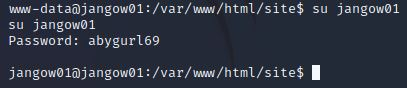 www-data@jangow01:/var/www/html/site$ su jangow01
su jangow01
Password: abygurl69
jangow01@jangow01:/var/www/html/site$